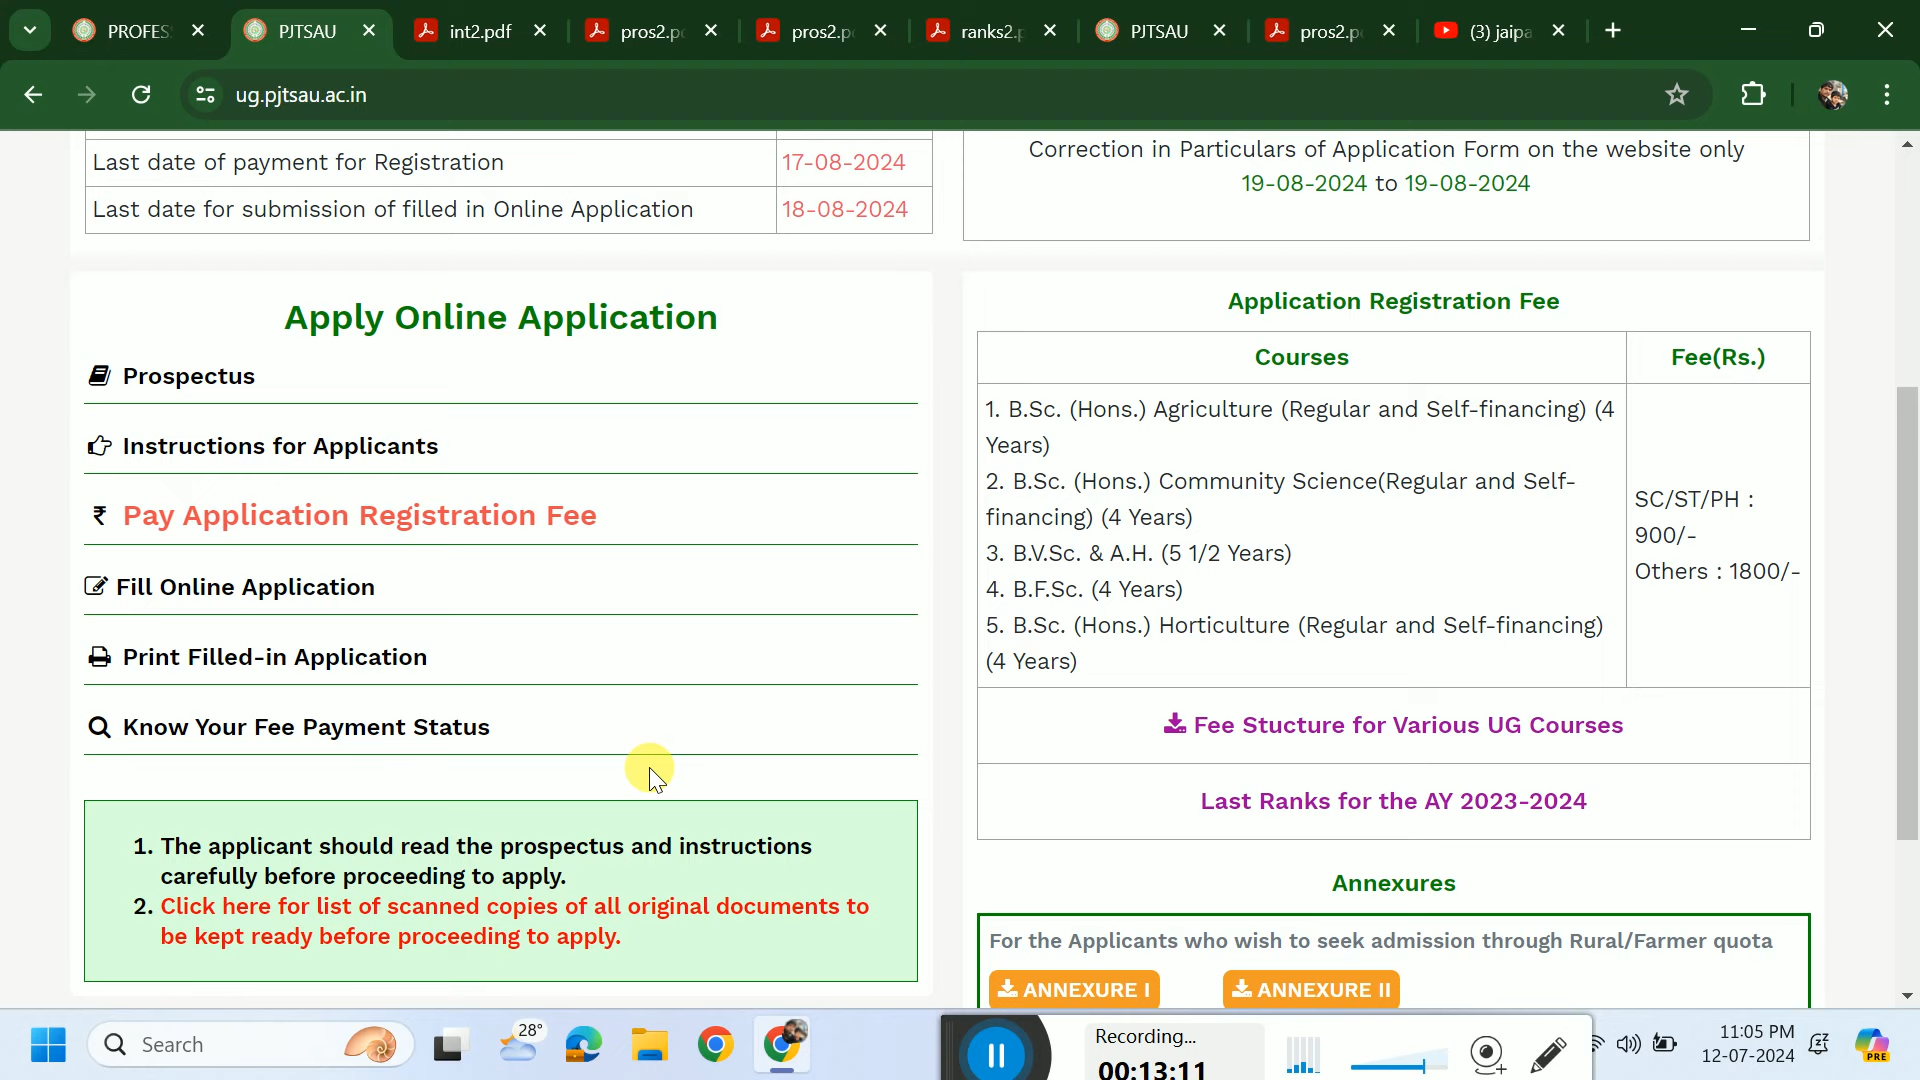 PROFES
PJTSAU
int2.pdf
pros2.p
pros2.p
ranks2.p
PJTSAU
pros2.p
(3) jaipa
ug.pjtsau.ac.in
Last date of payment for Registration 17-08-2024
Last date for submission of filled in Online Application 18-08-2024
Correction in Particulars of Application Form on the website only
19-08-2024 to 19-08-2024
Apply Online Application
Prospectus
Instructions for Applicants
₹ Pay Application Registration Fee
Fill Online Application
Print Filled-in Application
Know Your Fee Payment Status
1. The applicant should read the prospectus and instructions
carefully before proceeding to apply.
2. Click here for list of scanned copies of all original documents to
be kept ready before proceeding to apply.
Application Registration Fee
Courses Fee(Rs.)
1. B.Sc. (Hons.) Agriculture (Regular and Self-financing) (4
Years)
2. B.Sc. (Hons.) Community Science(Regular and Self-
financing) (4 Years)
3. B.V.Sc. & A.H. (5 1/2 Years)
4. B.F.Sc. (4 Years)
5. B.Sc. (Hons.) Horticulture (Regular and Self-financing)
(4 Years)
SC/ST/PH :
900/-
Others : 1800/-
Fee Stucture for Various UG Courses
Last Ranks for the AY 2023-2024
Annexures
For the Applicants who wish to seek admission through Rural/Farmer quota
ANNEXURE I ANNEXURE II
Search
28°
Recording...
00:13:11
11:05 PM
12-07-2024
PRE